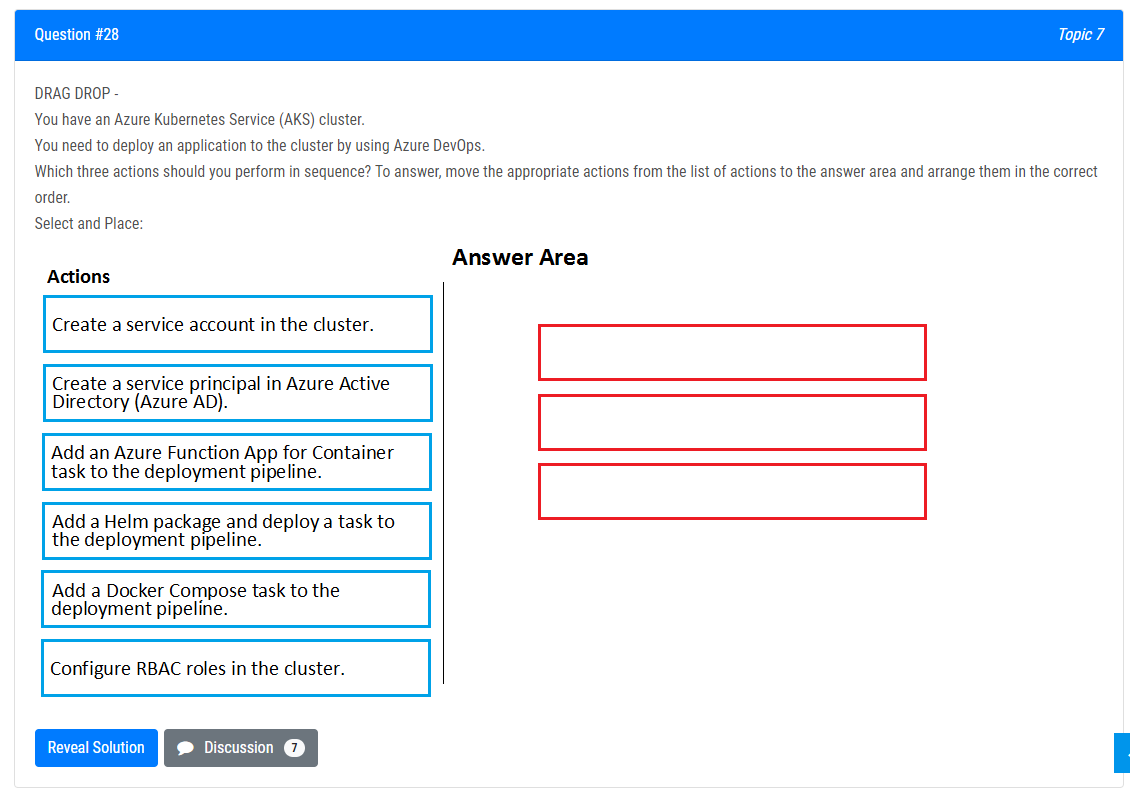 Question #28
Topic 7
DRAG DROP -
You have an Azure Kubernetes Service (AKS) cluster.
You need to deploy an application to the cluster by using Azure DevOps.
Which three actions should you perform in sequence? To answer, move the appropriate actions from the list of actions to the answer area and arrange them in the correct
order.
Select and Place:
Answer Area
Actions
Create a service account in the cluster.
Create a service principal in Azure Active
Directory (Azure AD).
Add an Azure Function App for Container
task to the deployment pipeline.
Add a Helm package and deploy a task to
the deployment pipeline.
Add a Docker Compose task to the
deployment pipeline.
Configure RBAC roles in the cluster.
Reveal Solution
Discussion 7